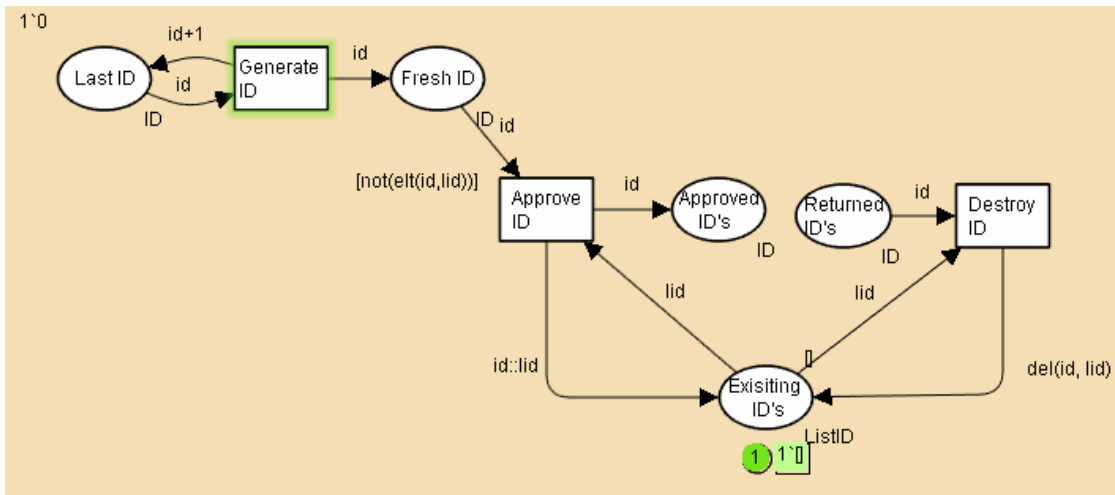 1`0
id+1
Last ID
id
ID
Generate
ID
id
Fresh ID
ID
id
[not(elt(id,lid))]
Approve
ID
id
Approved
ID's
ID
Returned
ID's
ID
id
Destroy
ID
lid
lid
id::lid
[]
Exisiting
ID's
ListID
del(id, lid)
1
1`[]